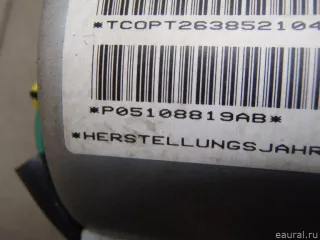 *TCOPT263852104
*P05108819AB*
*HERSTELLUNGSJAHR
eaural.ru